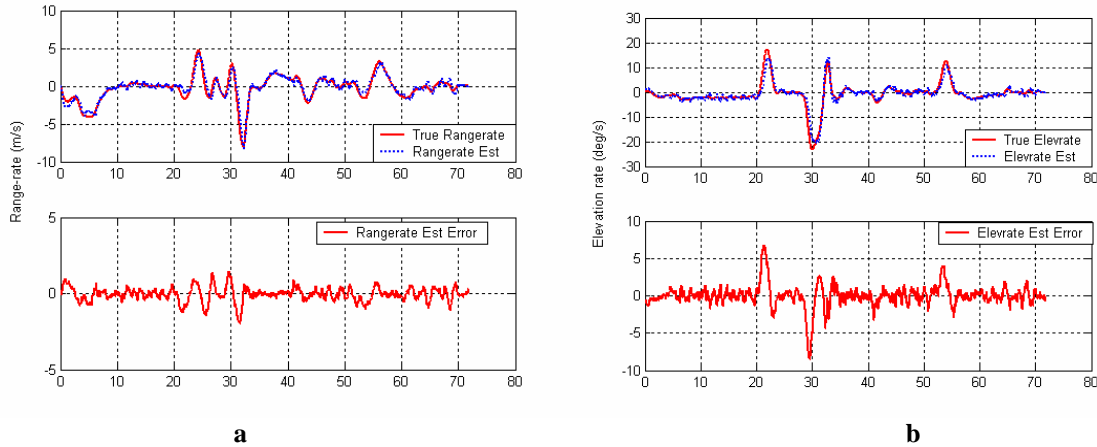 Range-rate (m/s)
10
5
0
-5
-10
0 10 20 30 40 50 60 70 80
True Rangerate
Rangerate Est
5
0
-5
0 10 20 30 40 50 60 70 80
Rangerate Est Error
a
Elevation rate (deg/s)
30
20
10
0
-10
-20
-30
0 10 20 30 40 50 60 70 80
True Elevrate
Elevrate Est
10
5
0
-5
-10
0 10 20 30 40 50 60 70 80
Elevrate Est Error
b